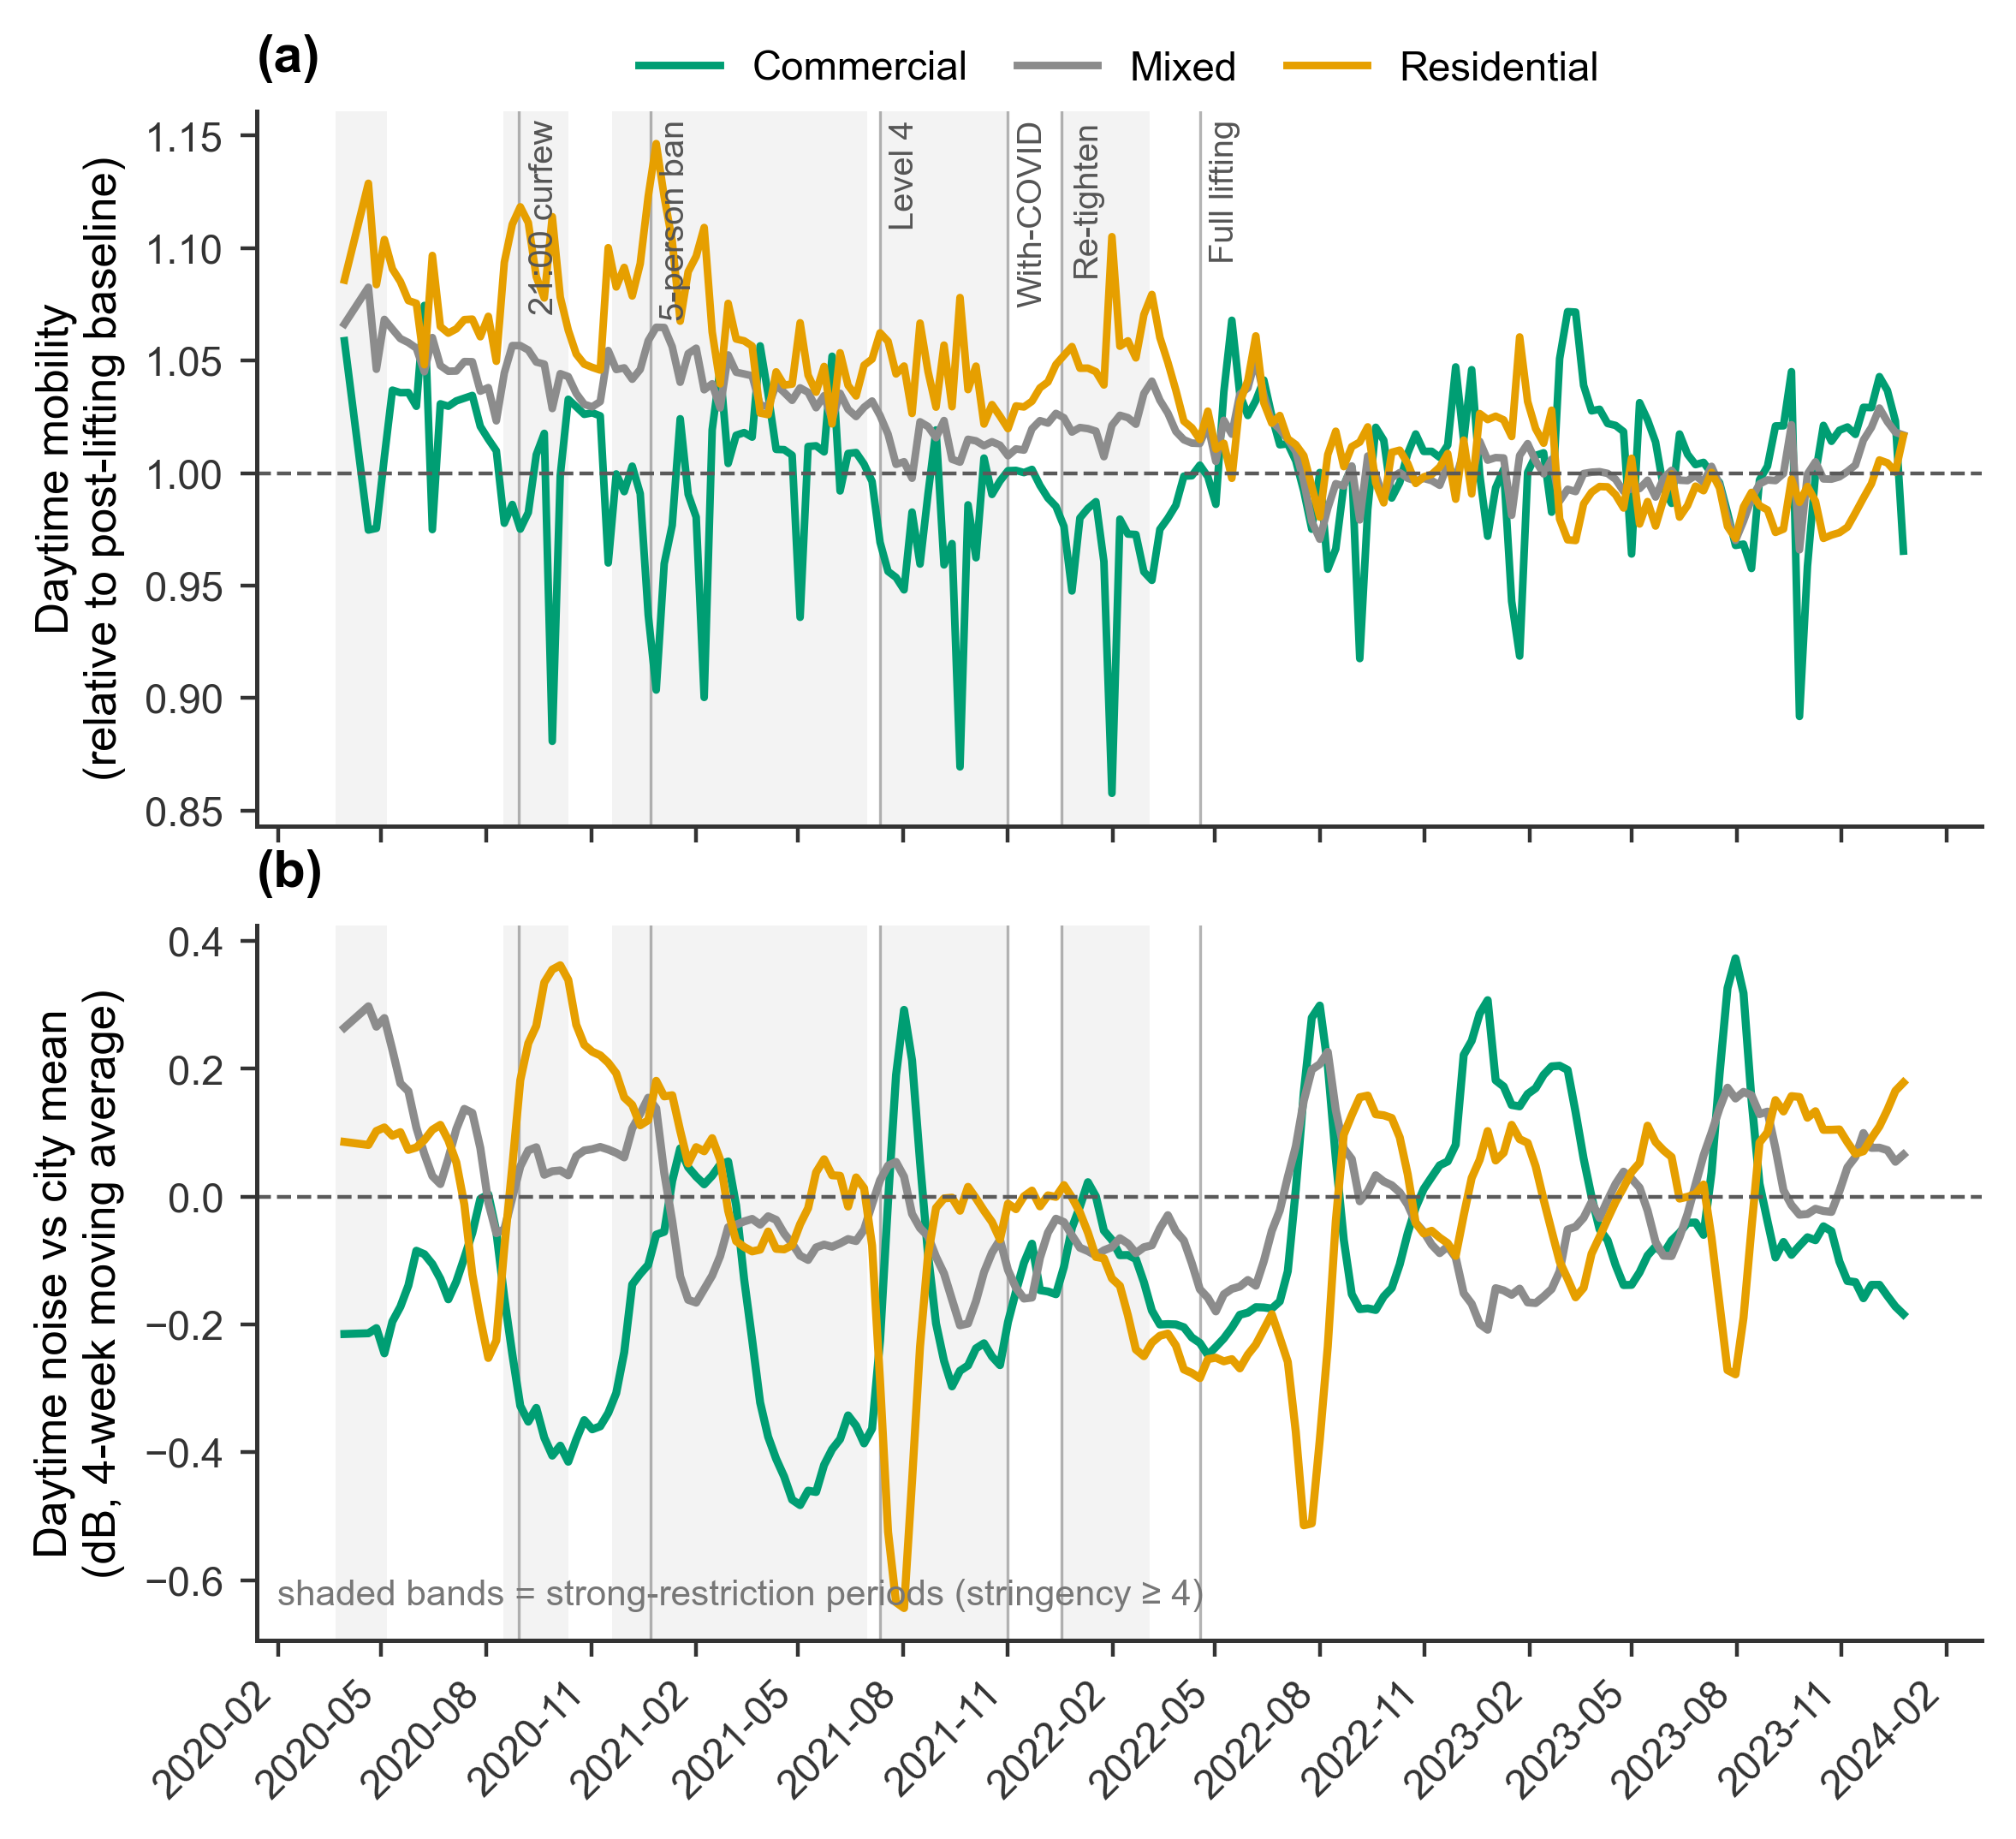 (a)
Commercial
Mixed
Residential
Daytime mobility
(relative to post-lifting baseline)
1.15
1.10
1.05
1.00
0.95
0.90
0.85
21:00 curfew
5-person ban
Level 4
With-COVID
Re-tighten
Full lifting
(b)
Daytime noise vs city mean
(dB, 4-week moving average)
0.4
0.2
0.0
−0.2
−0.4
−0.6
shaded bands = strong-restriction periods (stringency ≥ 4)
2020-02
2020-05
2020-08
2020-11
2021-02
2021-05
2021-08
2021-11
2022-02
2022-05
2022-08
2022-11
2023-02
2023-05
2023-08
2023-11
2024-02